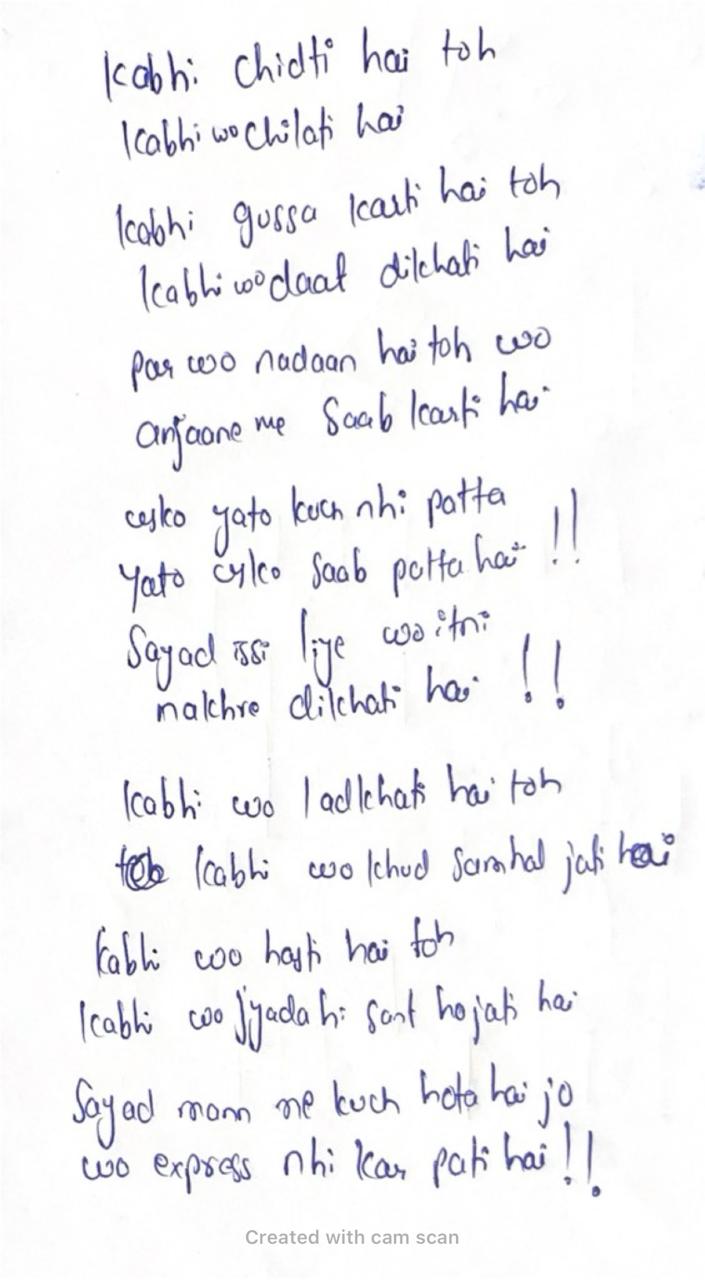 kabhi chidti hai toh
kabhi wo chilati hai
kabhi gussa karti hai toh
kabhi wo daat dikhati hai
par wo nadaan hai toh wo
anjaane me saab karti hai
usko yato kuch nhi patta
yato usko saab patta hai !!
Sayad issi liye wo itni
nakhre dikhati hai !!
kabhi wo ladkhati hai toh
kabhi wo khud samhal jati hai
kabhi wo hasti hai toh
kabhi wo jyada hi sant ho jati hai
Sayad mann me kuch hota hai jo
wo express nhi kar pati hai !!
Created with cam scan